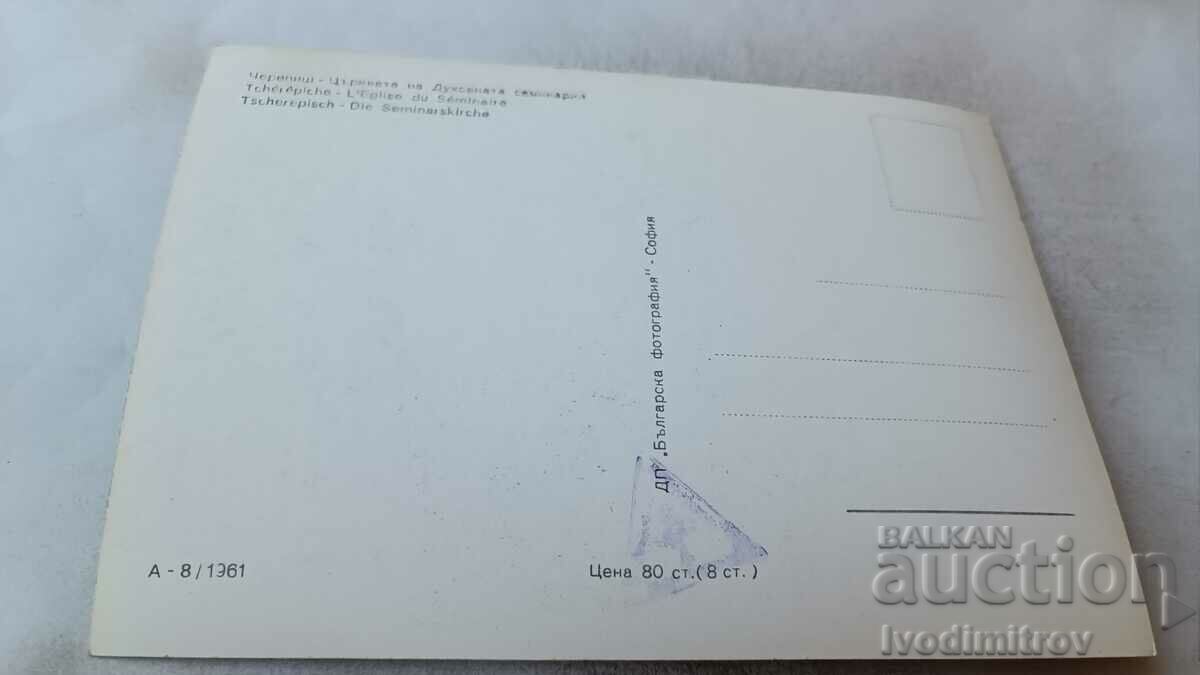 Черепиш - Църквата на Духовната семинария
Tchérépiche - L'Eglise du Séminaire
Tscherepisch - Die Seminarskirche
ДП „Българска фотография" - София
А - 8 / 1961
Цена 80 ст. ( 8 ст. )
BALKAN
auction
Ivodimitrov